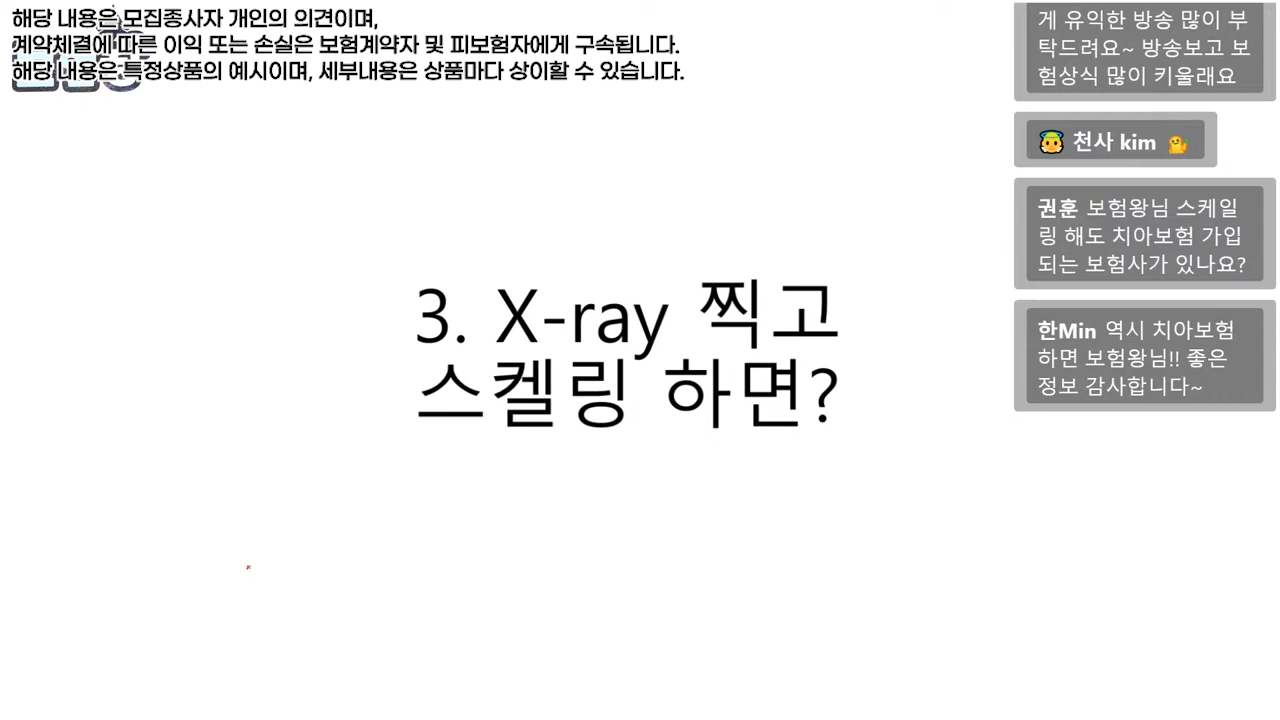 해당 내용은 모집종사자 개인의 의견이며,
계약체결에 따른 이익 또는 손실은 보험계약자 및 피보험자에게 구속됩니다.
해당 내용은 특정상품의 예시이며, 세부내용은 상품마다 상이할 수 있습니다.
3. X-ray 찍고
스켈링 하면?
게 유익한 방송 많이 부
탁드려요~ 방송보고 보
험상식 많이 키울래요
천사 kim
권훈 보험왕님 스케일
링 해도 치아보험 가입
되는 보험사가 있나요?
한Min 역시 치아보험
하면 보험왕님!! 좋은
정보 감사합니다~